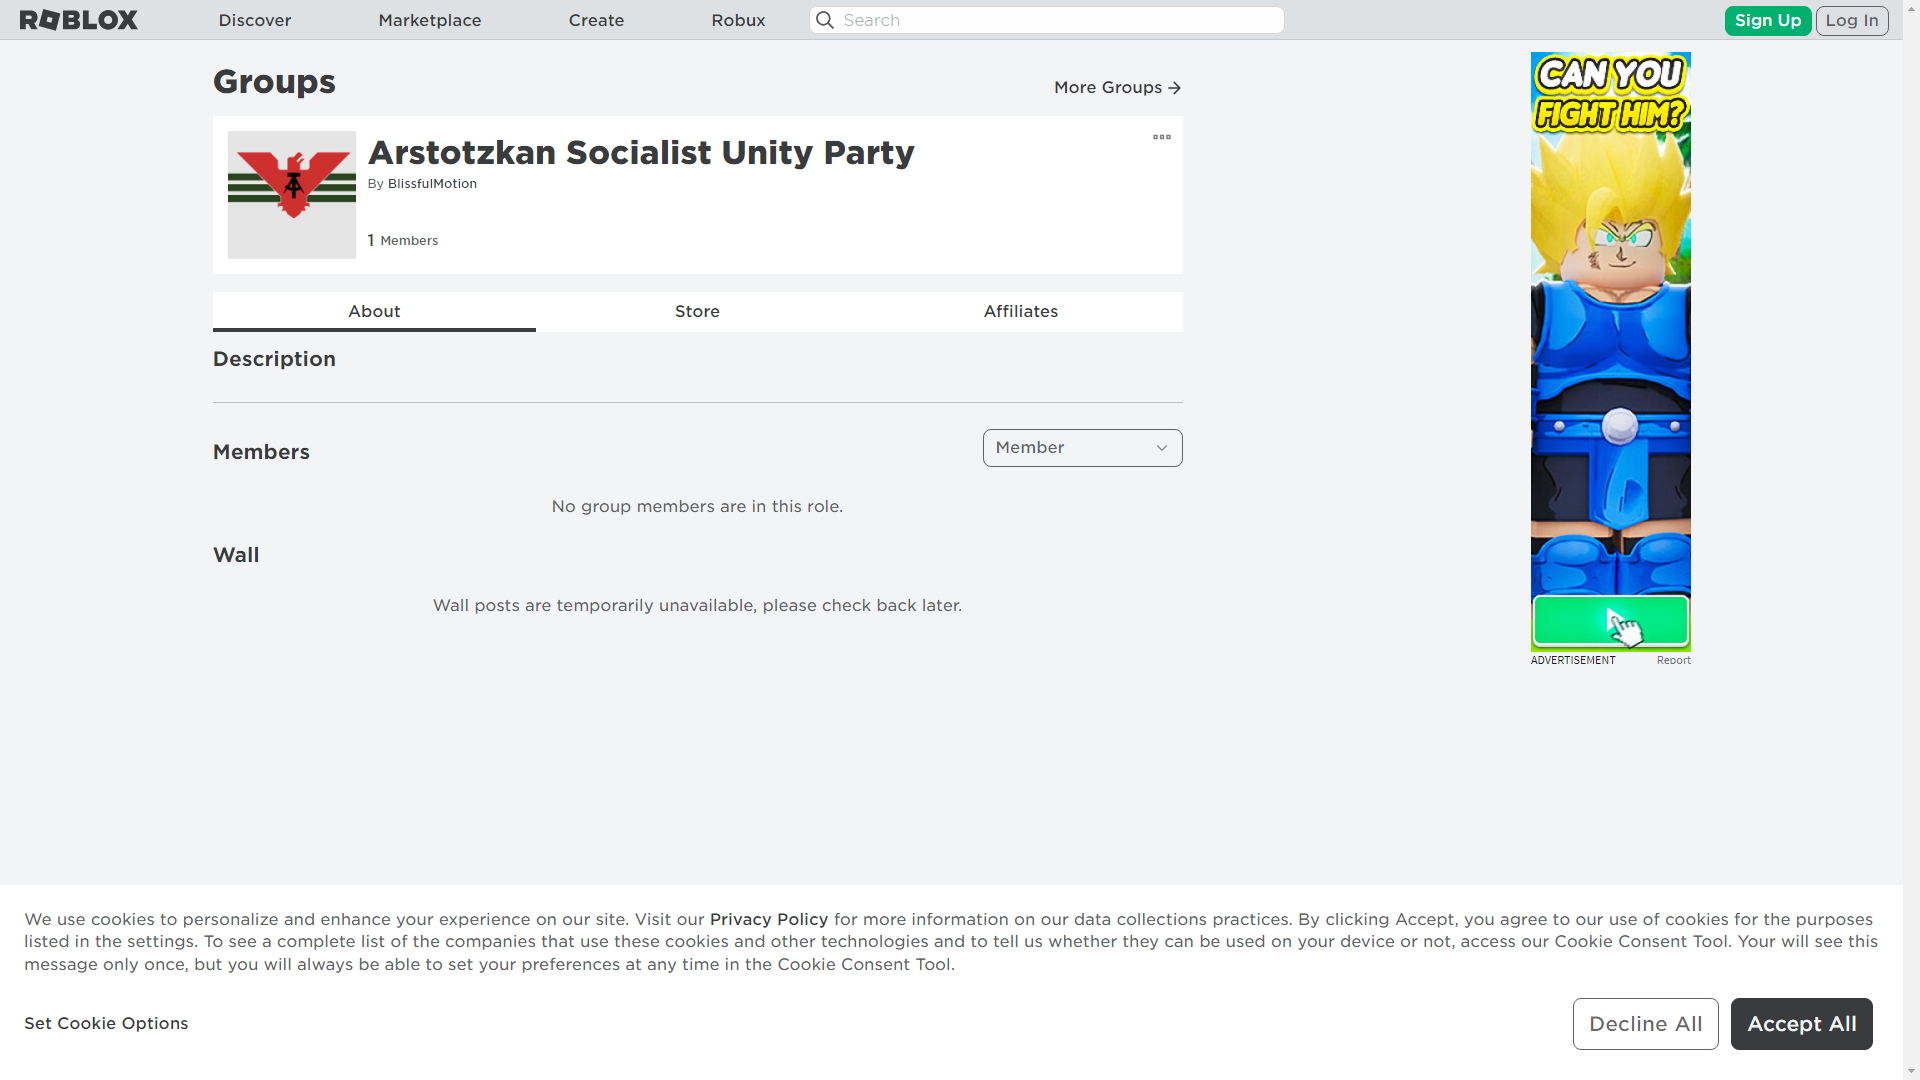 ROBLOX
Discover
Marketplace
Create
Robux
Search
Sign Up
Log In
Groups
More Groups
Arstotzkan Socialist Unity Party
By BlissfulMotion
1 Members
About
Store
Affiliates
Description
Members
Member
No group members are in this role.
Wall
Wall posts are temporarily unavailable, please check back later.
CAN YOU
FIGHT HIM?
ADVERTISEMENT
Report
We use cookies to personalize and enhance your experience on our site. Visit our Privacy Policy for more information on our data collections practices. By clicking Accept, you agree to our use of cookies for the purposes
listed in the settings. To see a complete list of the companies that use these cookies and other technologies and to tell us whether they can be used on your device or not, access our Cookie Consent Tool. Your will see this
message only once, but you will always be able to set your preferences at any time in the Cookie Consent Tool.
Set Cookie Options
Decline All
Accept All